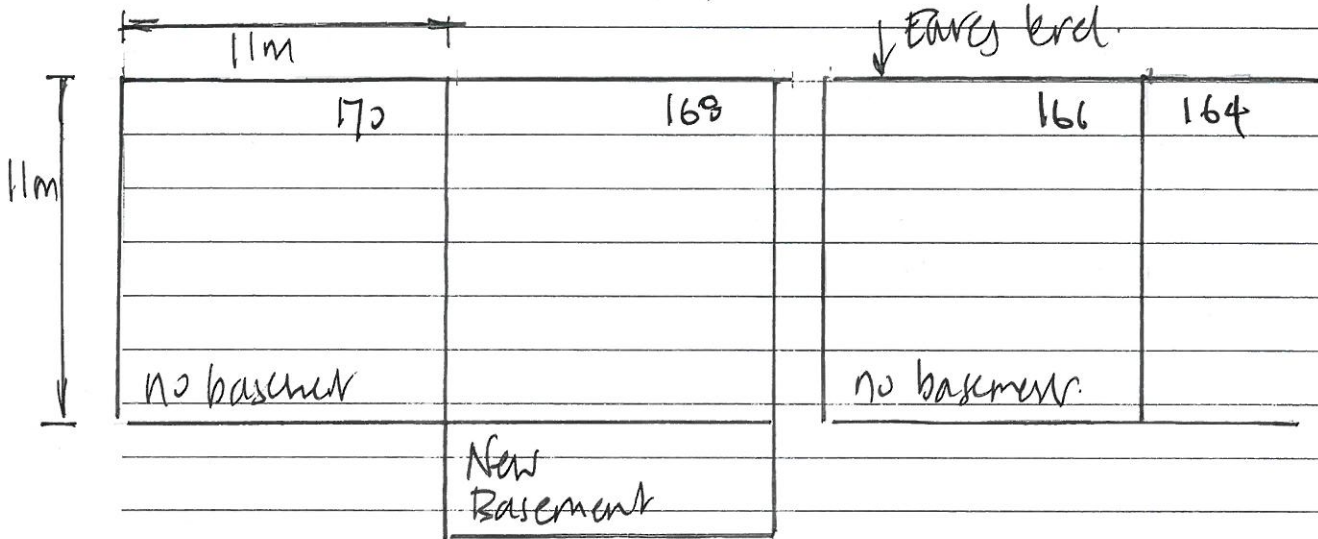 11m
Eaves level.
170
168
166
164
11m
no basement
no basement.
New
Basement